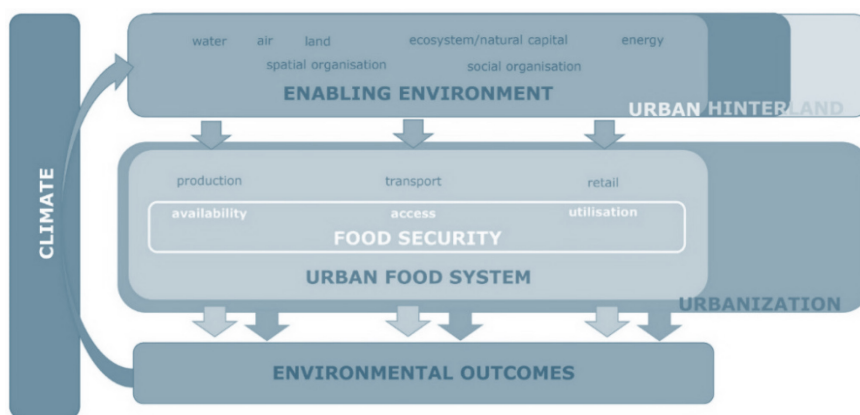 water air land ecosystem/natural capital energy
spatial organisation social organisation
ENABLING ENVIRONMENT
URBAN HINTERLAND
CLIMATE
production transport retail
availability access utilisation
FOOD SECURITY
URBAN FOOD SYSTEM
URBANIZATION
ENVIRONMENTAL OUTCOMES